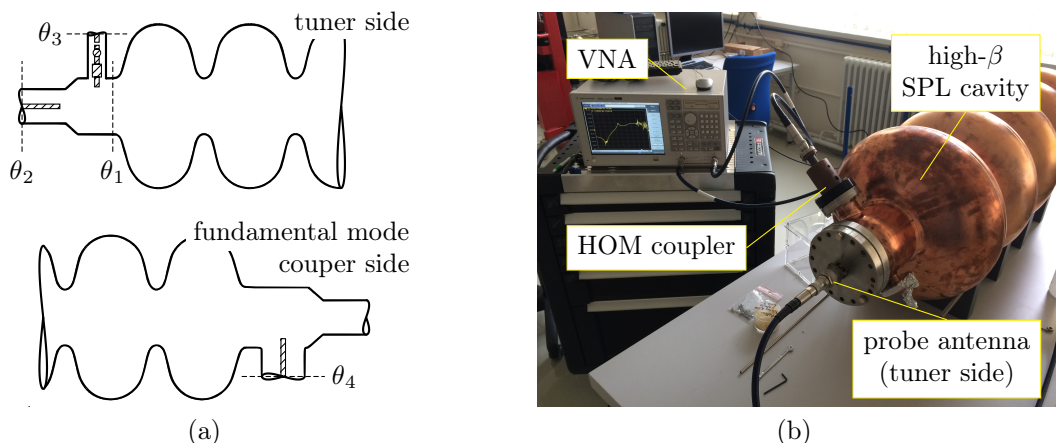 tuner side
θ3
θ2
θ1
fundamental mode
couper side
θ4
(a)
VNA
high-β
SPL cavity
HOM coupler
probe antenna
(tuner side)
(b)